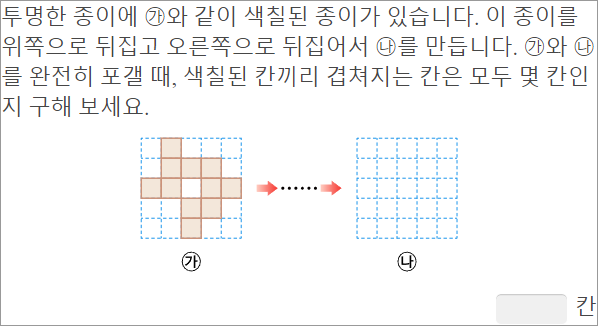 투명한 종이에 ㉮와 같이 색칠된 종이가 있습니다. 이 종이를
위쪽으로 뒤집고 오른쪽으로 뒤집어서 ㉯를 만듭니다. ㉮와 ㉯
를 완전히 포갤 때, 색칠된 칸끼리 겹쳐지는 칸은 모두 몇 칸인
지 구해 보세요.
㉮ ㉯
칸